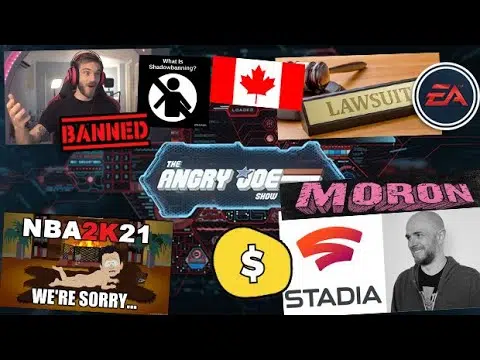 What Is
Shadowbanning?
BANNED
LAWSUIT
EA
THE
ANGRY JOE
SHOW
MORON
NBA2K21
WE'RE SORRY...
$
STADIA